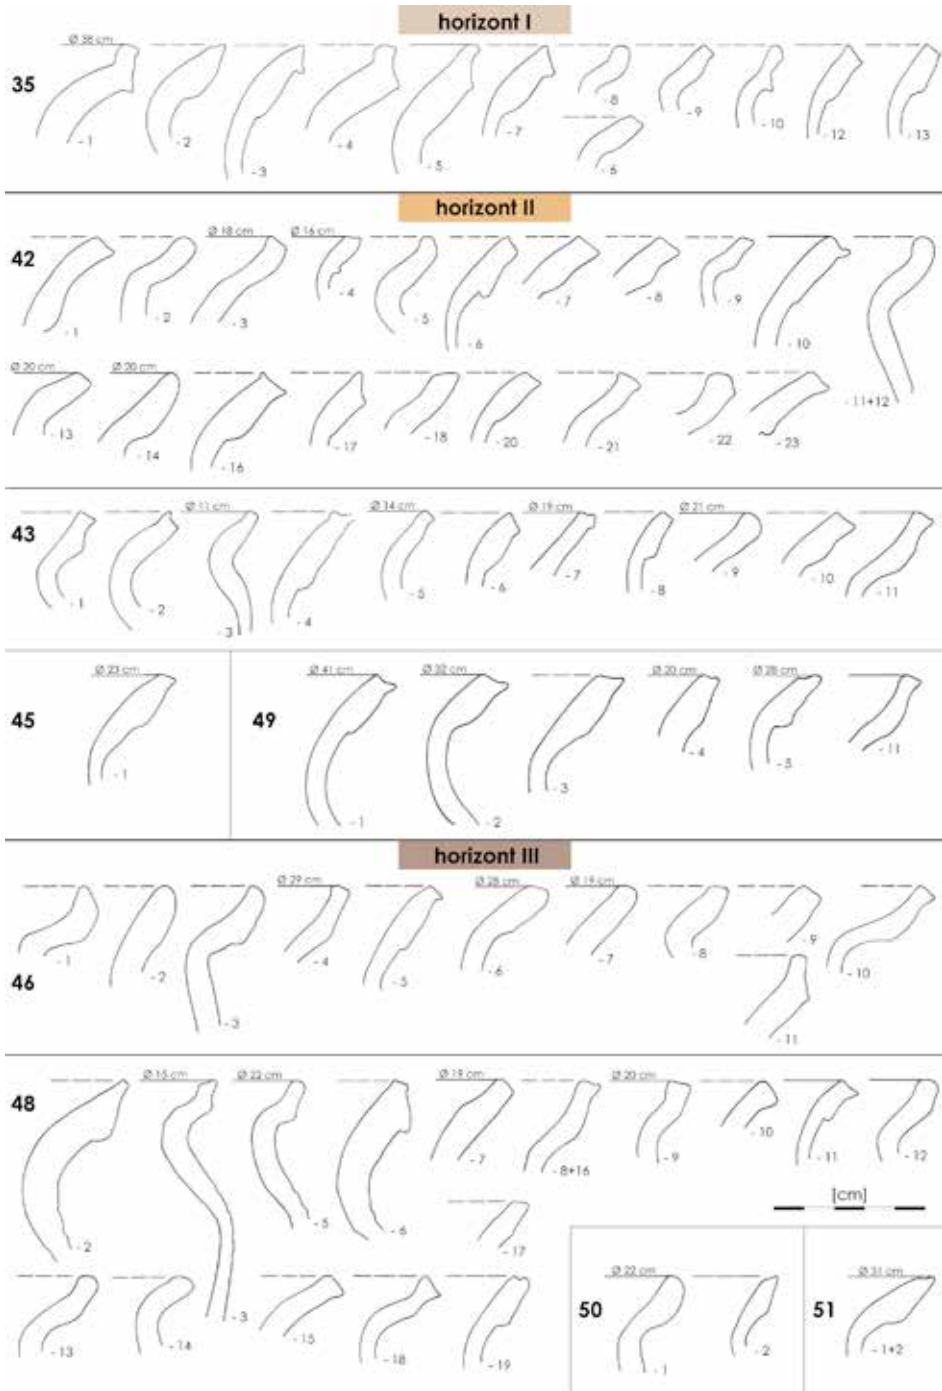 horizont I
Ø 38 cm
35
- 1 - 2 - 3 - 4 - 5 - 7 - 8 - 9 - 10 - 12 - 13
- 6
horizont II
Ø 18 cm Ø 16 cm
42
- 1 - 2 - 3 - 4 - 5 - 6 - 7 - 8 - 9 - 10
Ø 20 cm Ø 20 cm
- 11+12
- 13 - 14 - 16 - 17 - 18 - 20 - 21 - 22 - 23
Ø 11 cm Ø 14 cm Ø 19 cm Ø 21 cm
43
- 1 - 2 - 3 - 4 - 5 - 6 - 7 - 8 - 9 - 10 - 11
Ø 23 cm Ø 41 cm Ø 32 cm Ø 20 cm Ø 28 cm
45 49
- 1 - 1 - 2 - 3 - 4 - 5 - 11
horizont III
Ø 29 cm Ø 28 cm Ø 19 cm
46
- 1 - 2 - 3 - 4 - 5 - 6 - 7 - 8 - 9 - 10
- 11
Ø 15 cm Ø 22 cm Ø 19 cm Ø 20 cm
48
- 2 - 3 - 5 - 6 - 7 - 8+16 - 9 - 10 - 11 - 12
[cm]
- 17
Ø 22 cm Ø 31 cm
50 51
- 13 - 14 - 15 - 18 - 19 - 1 - 2 - 1+2